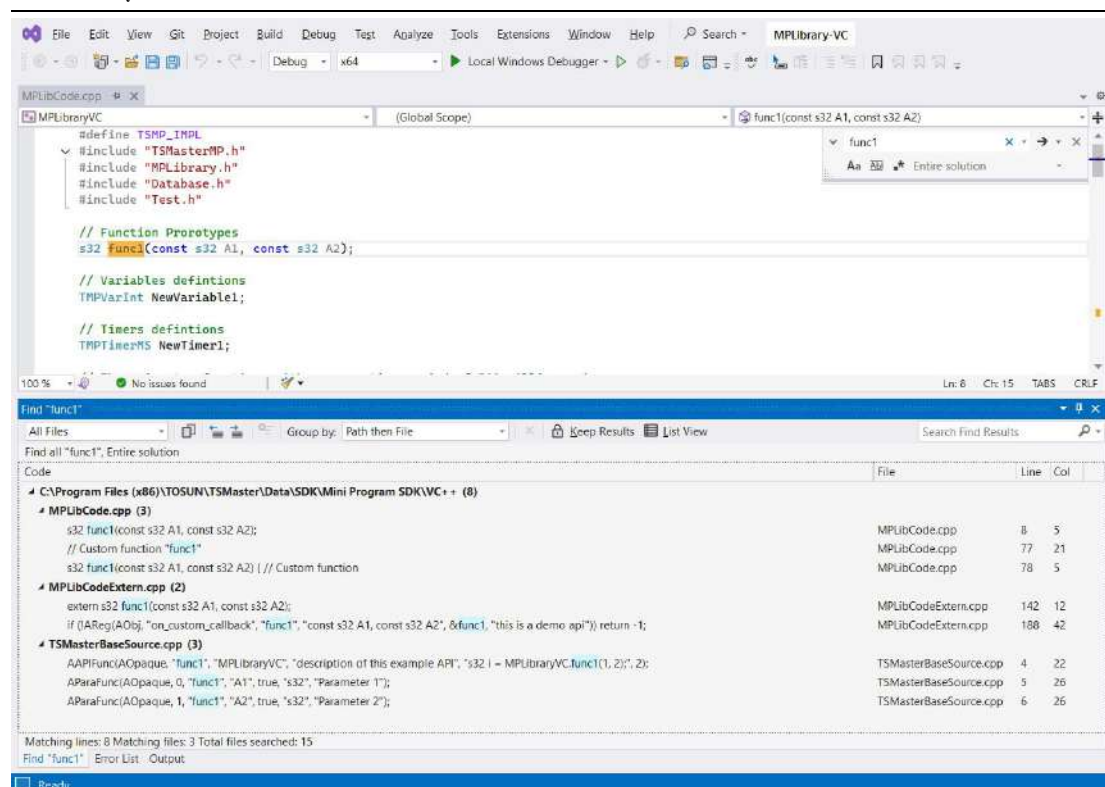 File Edit View Git Project Build Debug Test Analyze Tools Extensions Window Help Search MPLibrary-VC
Debug x64 Local Windows Debugger
MPLibCode.cpp
MPLibraryVC (Global Scope) func1(const s32 A1, const s32 A2)
#define TSMP_IMPL
#include "TSMasterMP.h"
#include "MPLibrary.h"
#include "Database.h"
#include "Test.h"
func1
Aa Entire solution
// Function Prorotypes
s32 func1(const s32 A1, const s32 A2);
// Variables defintions
TMPVarInt NewVariable1;
// Timers defintions
TMPTimerMS NewTimer1;
100 % No issues found Ln: 8 Ch: 15 TABS CRLF
Find "func1"
All Files Group by: Path then File Keep Results List View Search Find Results
Find all "func1", Entire solution
Code File Line Col
C:\Program Files (x86)\TOSUN\TSMaster\Data\SDK\Mini Program SDK\VC++ (8)
MPLibCode.cpp (3)
s32 func1(const s32 A1, const s32 A2); MPLibCode.cpp 8 5
// Custom function "func1" MPLibCode.cpp 77 21
s32 func1(const s32 A1, const s32 A2) { // Custom function MPLibCode.cpp 78 5
MPLibCodeExtern.cpp (2)
extern s32 func1(const s32 A1, const s32 A2); MPLibCodeExtern.cpp 142 12
if (!AReg(AObj, "on_custom_callback", "func1", "const s32 A1, const s32 A2", &func1, "this is a demo api")) return -1; MPLibCodeExtern.cpp 188 42
TSMasterBaseSource.cpp (3)
AAPIFunc(AOpaque, "func1", "MPLibraryVC", "description of this example API", "s32 i = MPLibraryVC.func1(1, 2);", 2); TSMasterBaseSource.cpp 4 22
AParaFunc(AOpaque, 0, "func1", "A1", true, "s32", "Parameter 1"); TSMasterBaseSource.cpp 5 26
AParaFunc(AOpaque, 1, "func1", "A2", true, "s32", "Parameter 2"); TSMasterBaseSource.cpp 6 26
Matching lines: 8 Matching files: 3 Total files searched: 15
Find "func1" Error List Output
Ready